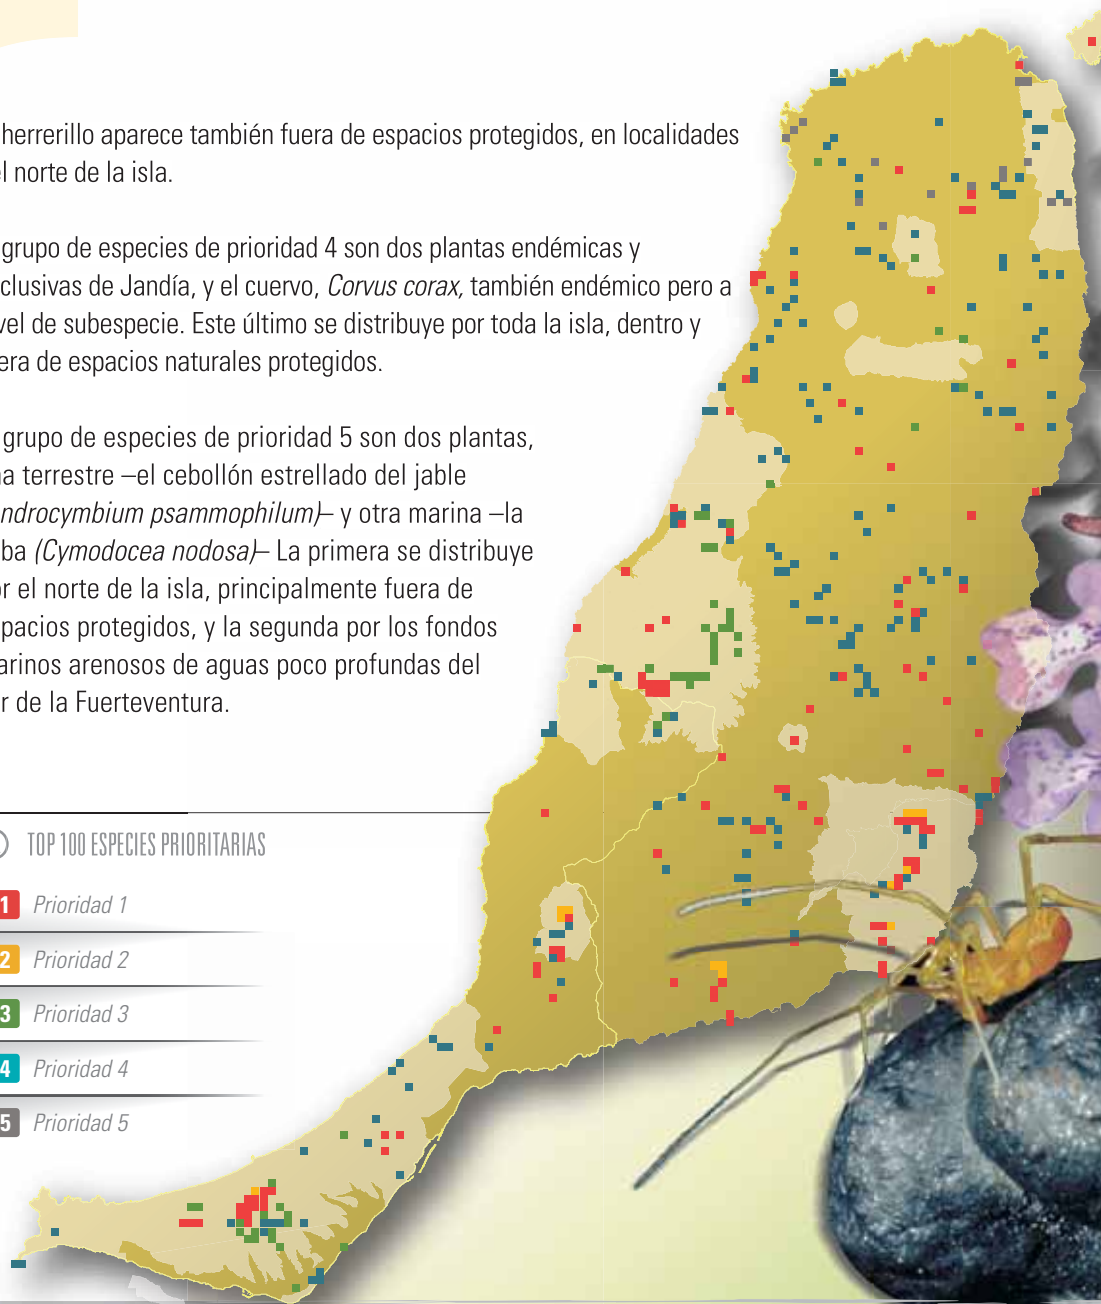 herrerillo aparece también fuera de espacios protegidos, en localidades
el norte de la isla.
grupo de especies de prioridad 4 son dos plantas endémicas y
clusivas de Jandía, y el cuervo, Corvus corax, también endémico pero a
vel de subespecie. Este último se distribuye por toda la isla, dentro y
era de espacios naturales protegidos.
grupo de especies de prioridad 5 son dos plantas,
na terrestre –el cebollón estrellado del jable
ndrocymbium psammophilum)– y otra marina –la
ba (Cymodocea nodosa)– La primera se distribuye
or el norte de la isla, principalmente fuera de
spacios protegidos, y la segunda por los fondos
arinos arenosos de aguas poco profundas del
r de la Fuerteventura.
TOP 100 ESPECIES PRIORITARIAS
1 Prioridad 1
2 Prioridad 2
3 Prioridad 3
4 Prioridad 4
5 Prioridad 5